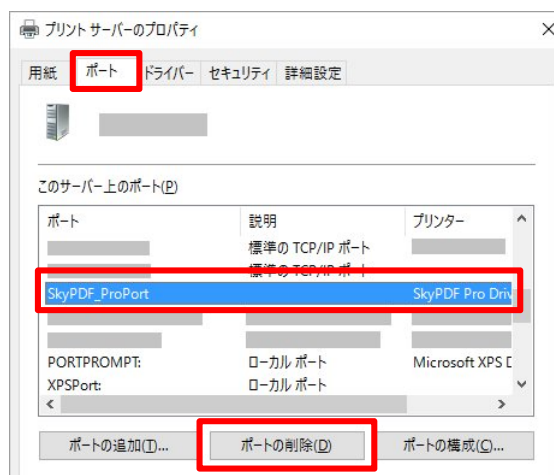 プリント サーバーのプロパティ
用紙 ポート ドライバー セキュリティ 詳細設定
このサーバー上のポート(P)
ポート 説明 プリンター
標準の TCP/IP ポート
標準の TCP/IP ポート
SkyPDF_ProPort SkyPDF Pro Driv
PORTPROMPT: ローカル ポート Microsoft XPS D
XPSPort: ローカル ポート
ポートの追加(T)... ポートの削除(D) ポートの構成(C)...